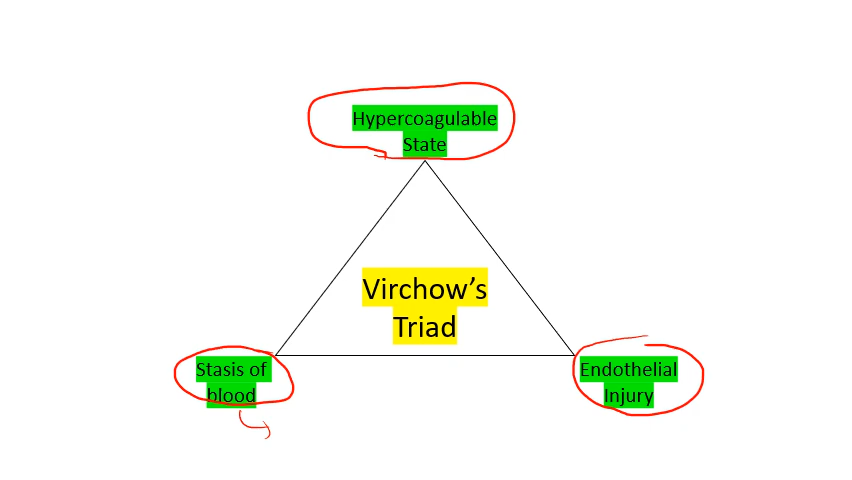 Hypercoagulable
State
Virchow’s
Triad
Stasis of
blood
Endothelial
Injury